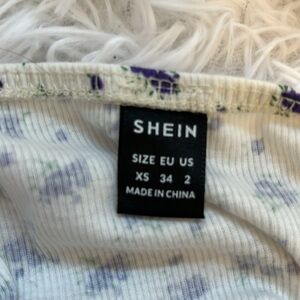 SHEIN
SIZE EU US
XS 34 2
MADE IN CHINA